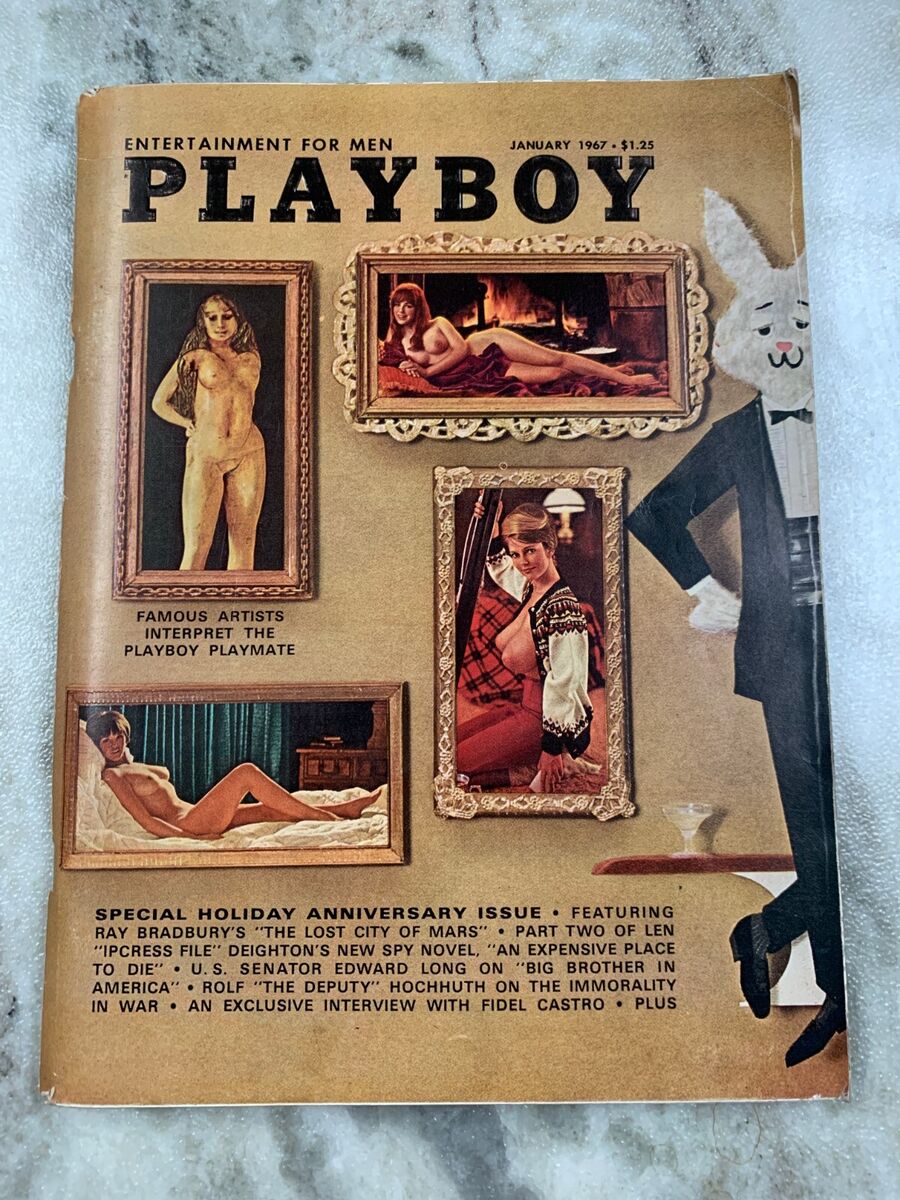 ENTERTAINMENT FOR MEN
JANUARY 1967 • $1.25
PLAYBOY
FAMOUS ARTISTS
INTERPRET THE
PLAYBOY PLAYMATE
SPECIAL HOLIDAY ANNIVERSARY ISSUE • FEATURING
RAY BRADBURY'S "THE LOST CITY OF MARS" • PART TWO OF LEN
"IPCRESS FILE" DEIGHTON'S NEW SPY NOVEL, "AN EXPENSIVE PLACE
TO DIE" • U. S. SENATOR EDWARD LONG ON "BIG BROTHER IN
AMERICA" • ROLF "THE DEPUTY" HOCHHUTH ON THE IMMORALITY
IN WAR • AN EXCLUSIVE INTERVIEW WITH FIDEL CASTRO • PLUS